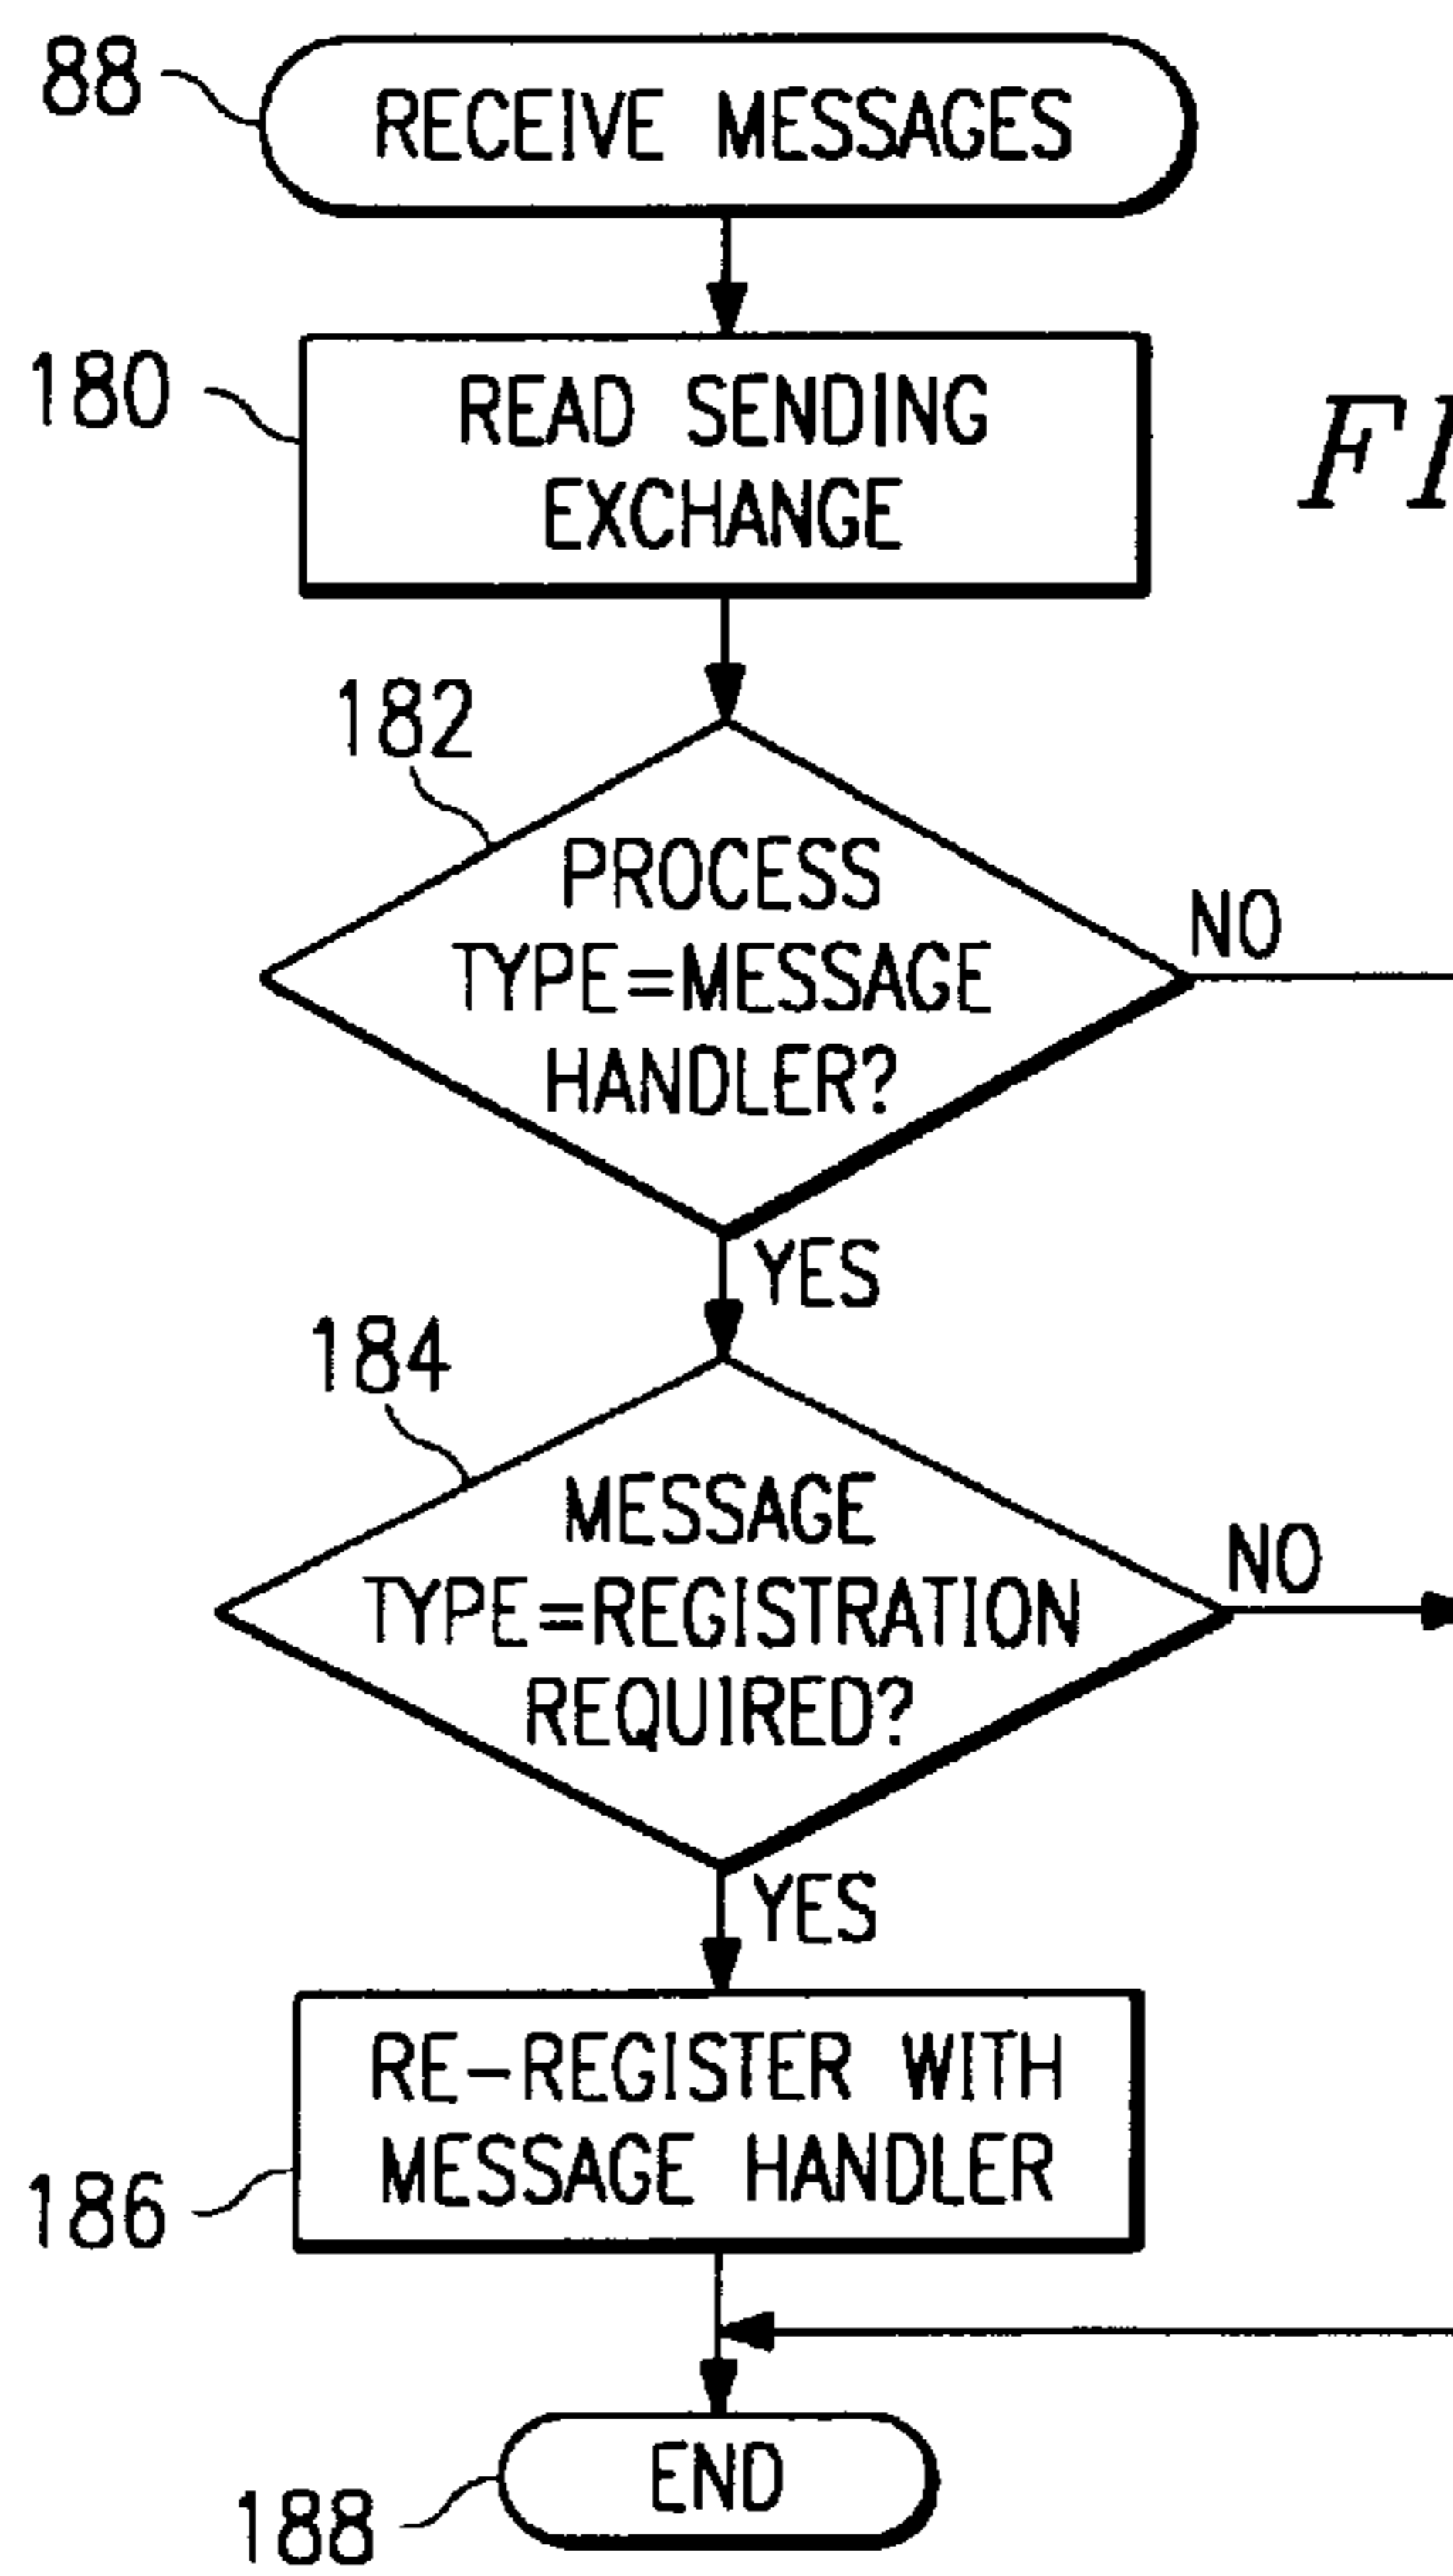 88
RECEIVE MESSAGES
180
READ SENDING
EXCHANGE
FI
182
PROCESS
TYPE=MESSAGE
HANDLER?
NO
YES
184
MESSAGE
TYPE=REGISTRATION
REQUIRED?
NO
YES
RE-REGISTER WITH
MESSAGE HANDLER
186
END
188